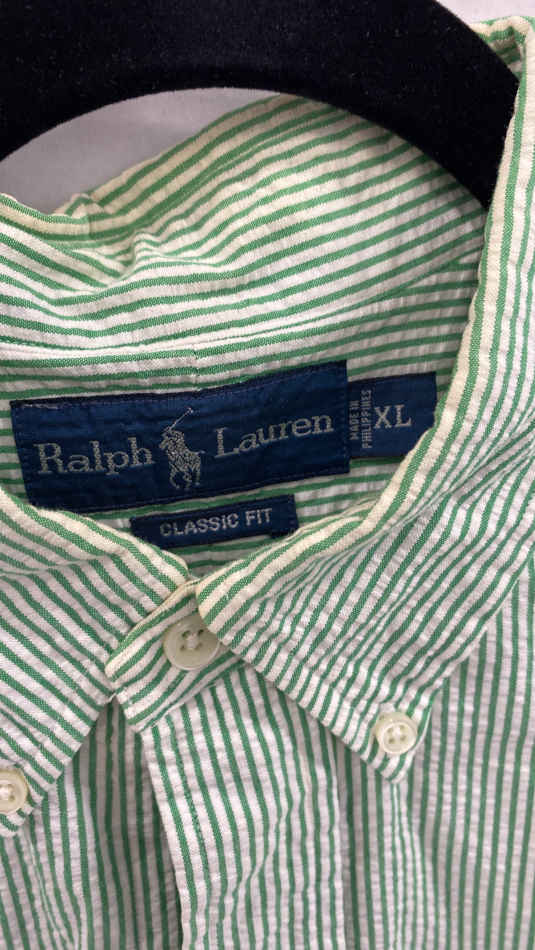 Ralph Lauren
MADE IN
PHILIPPINES
XL
CLASSIC FIT